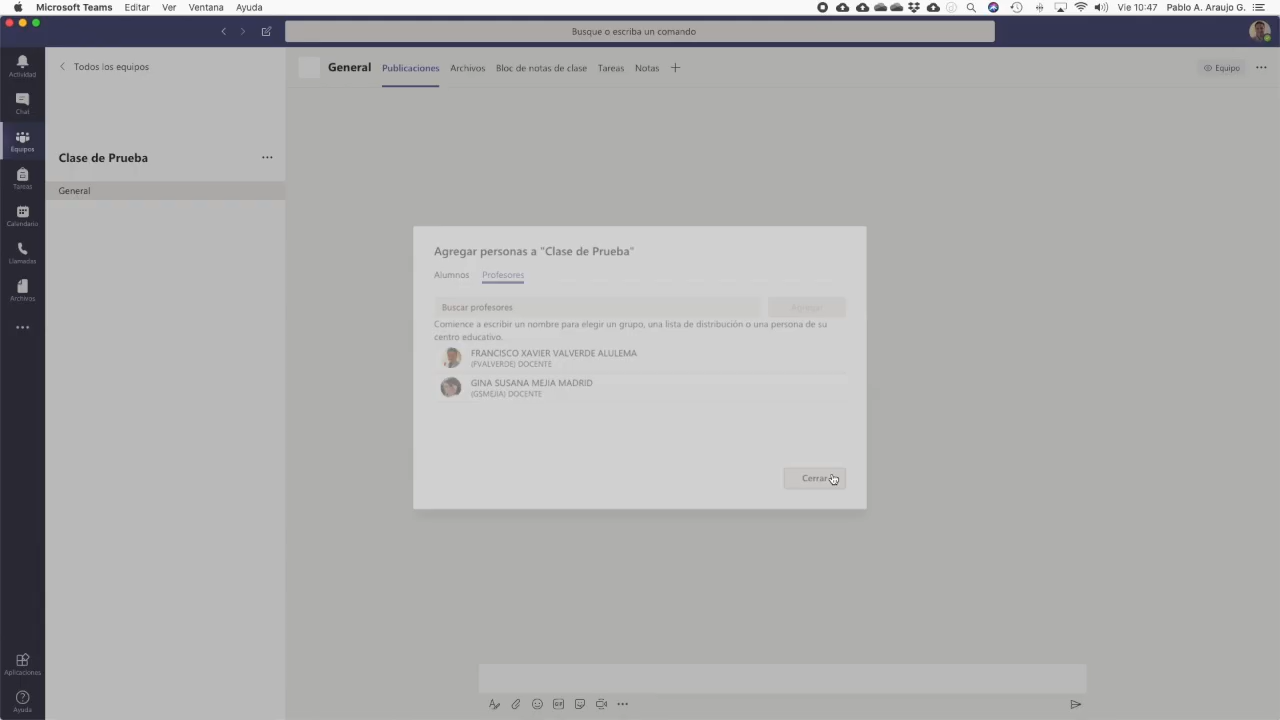 Microsoft Teams Editar Ver Ventana Ayuda Vie 10:47 Pablo A. Araujo G.
Busque o escriba un comando
Actividad
Chat
Equipos
Tareas
Calendario
Llamadas
Archivos
Aplicaciones
Ayuda
Todos los equipos
Clase de Prueba
General
General Publicaciones Archivos Bloc de notas de clase Tareas Notas Equipo
Agregar personas a "Clase de Prueba"
Alumnos Profesores
Buscar profesores Agregar
Comience a escribir un nombre para elegir un grupo, una lista de distribución o una persona de su
centro educativo.
FRANCISCO XAVIER VALVERDE ALULEMA
(FVALVERDE) DOCENTE
GINA SUSANA MEJIA MADRID
(GSMEJIA) DOCENTE
Cerrar